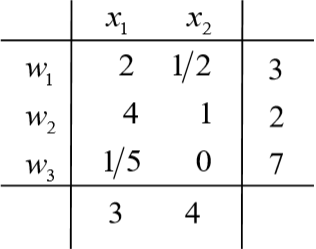 x₁ x₂
w₁ 2 1/2 3
w₂ 4 1 2
w₃ 1/5 0 7
3 4